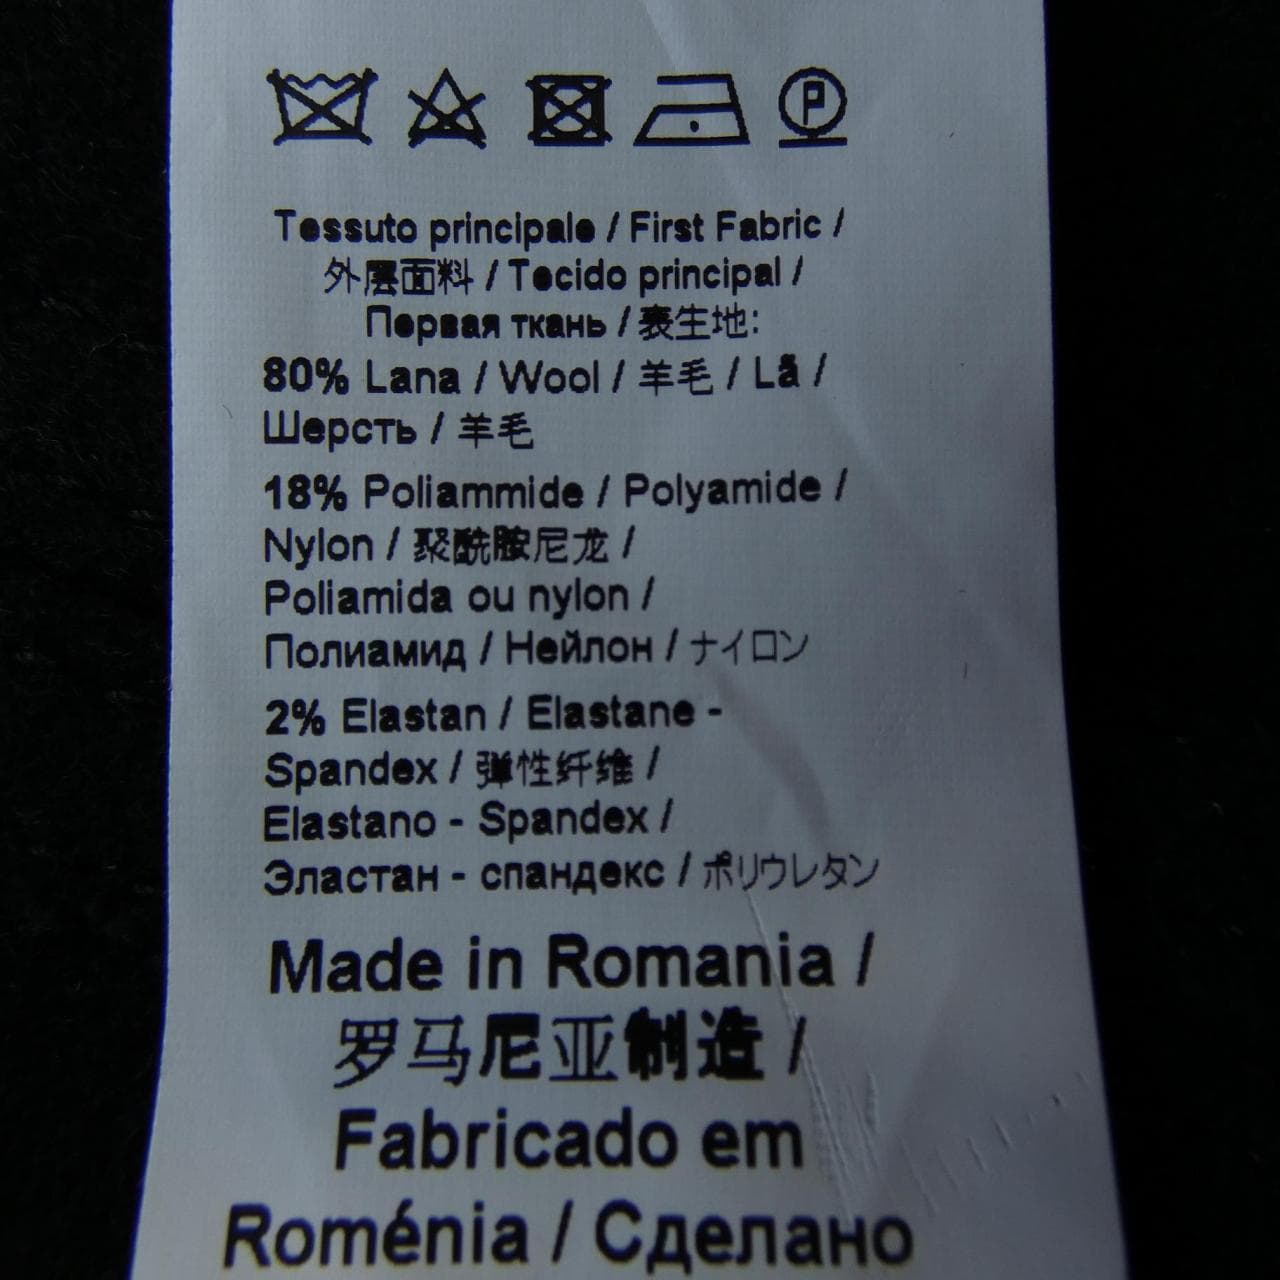 Tessuto principale / First Fabric /
外层面料 / Tecido principal /
Первая ткань / 表生地:
80% Lana / Wool / 羊毛 / Lã /
Шерсть / 羊毛
18% Poliammide / Polyamide /
Nylon / 聚酰胺尼龙 /
Poliamida ou nylon /
Полиамид / Нейлон / ナイロン
2% Elastan / Elastane -
Spandex / 弹性纤维 /
Elastano - Spandex /
Эластан - спандекс / ポリウレタン
Made in Romania /
罗马尼亚制造 /
Fabricado em
Roménia / Сделано